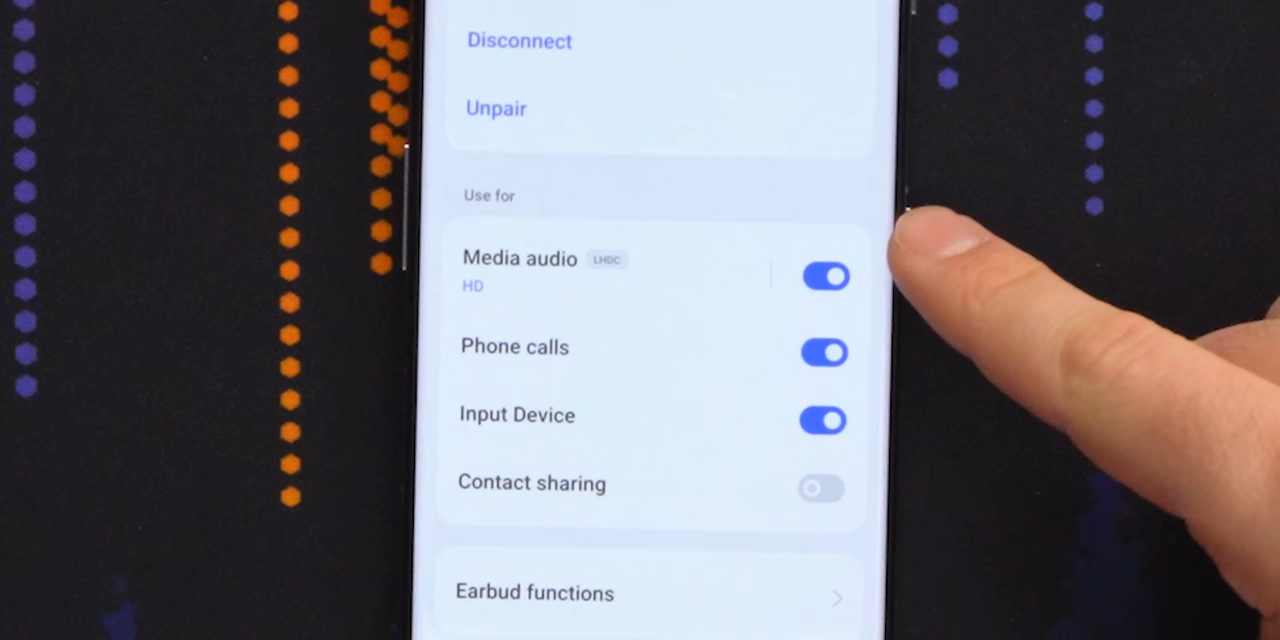 Disconnect
Unpair
Use for
Media audio LHDC
HD
Phone calls
Input Device
Contact sharing
Earbud functions